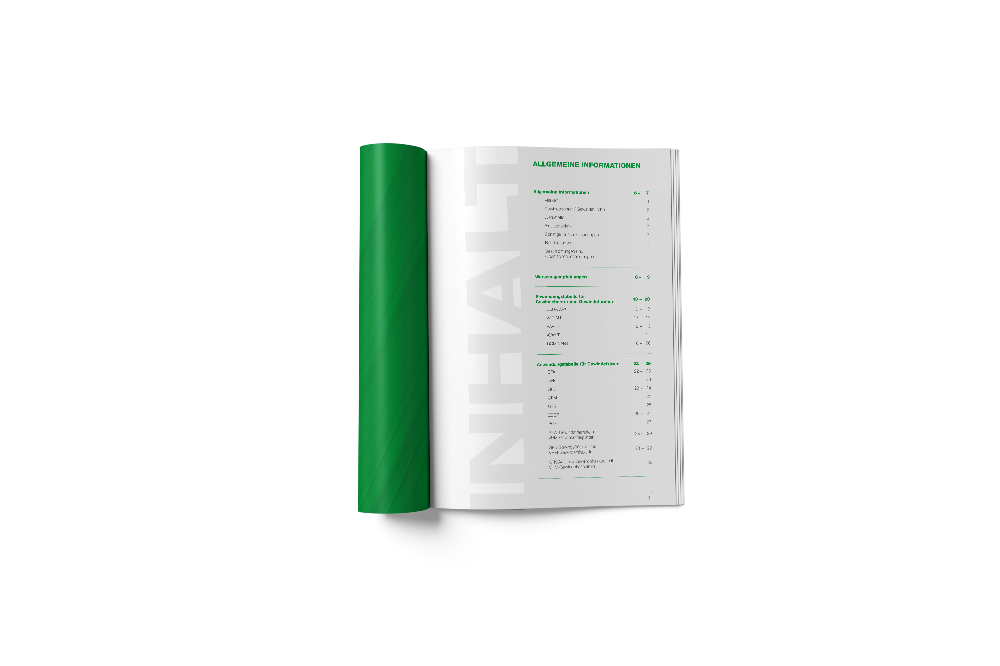 INHALT
ALLGEMEINE INFORMATIONEN
Allgemeine Informationen 6 – 7
Marken 6
Gewindebohrer / Gewindefurcher 6
Werkstoffe 6
Einsatzgebiete 7
Sonstige Kurzbezeichnungen 7
Bohrlocharten 7
Beschichtungen und
Oberflächenbehandlungen 7
Werkzeugempfehlungen 8 – 9
Anwendungstabelle für
Gewindebohrer und Gewindefurcher 10 – 20
DURAMAX 10 – 13
VARIANT 13 – 15
VARIO 15 – 16
AVANT 17
DOMINANT 18 – 20
Anwendungstabelle für Gewindefräser 22 – 29
GFA 22 – 23
GFE 23
GFD 23 – 24
GFM 25
GFS 25
ZBGF 26 – 27
BGF 27
BFW-Gewindefräshalter mit
VHM-Gewindefräsplatten 28 – 29
GFK-Gewindefräskopf mit
VHM-Gewindefräsplatten 28 – 29
AFK-Aufsteck-Gewindefräskopf mit
VHM-Gewindefräsplatten 29
5